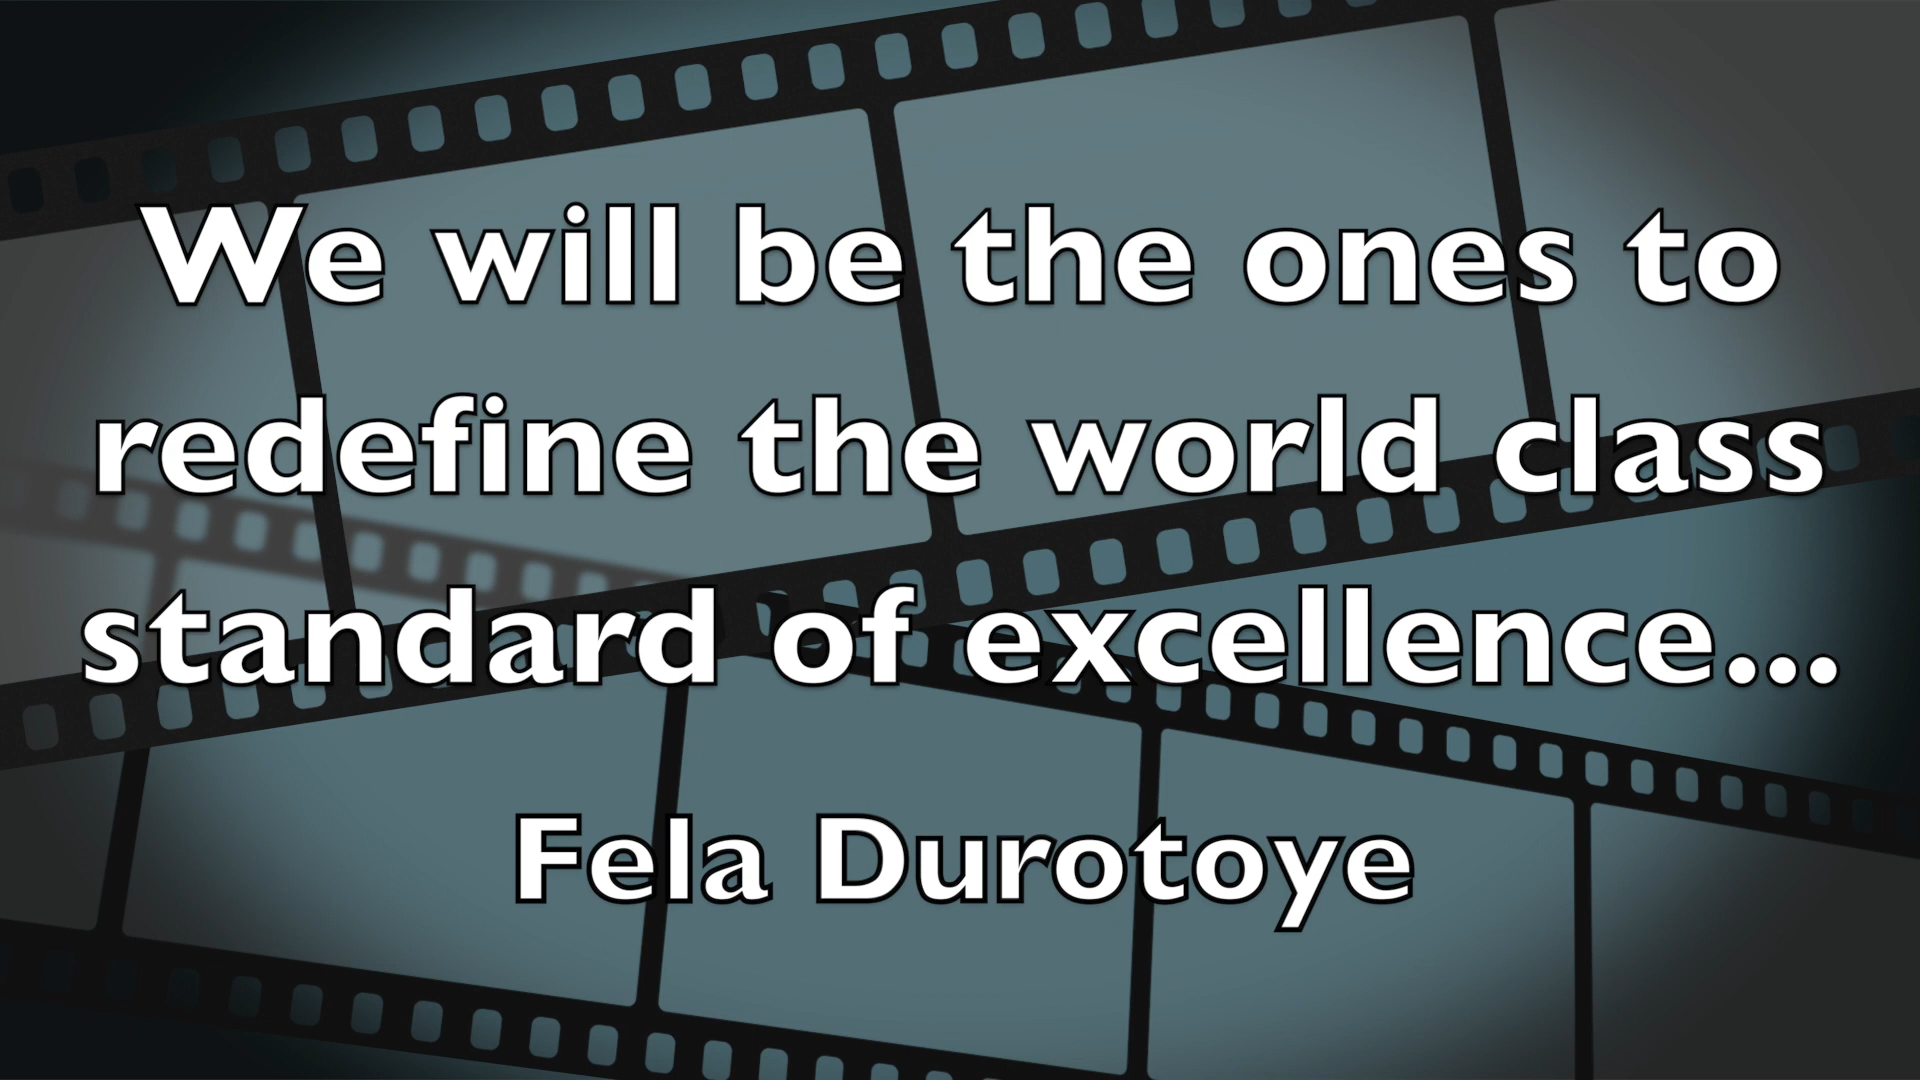 We will be the ones to
redefine the world class
standard of excellence...
Fela Durotoye